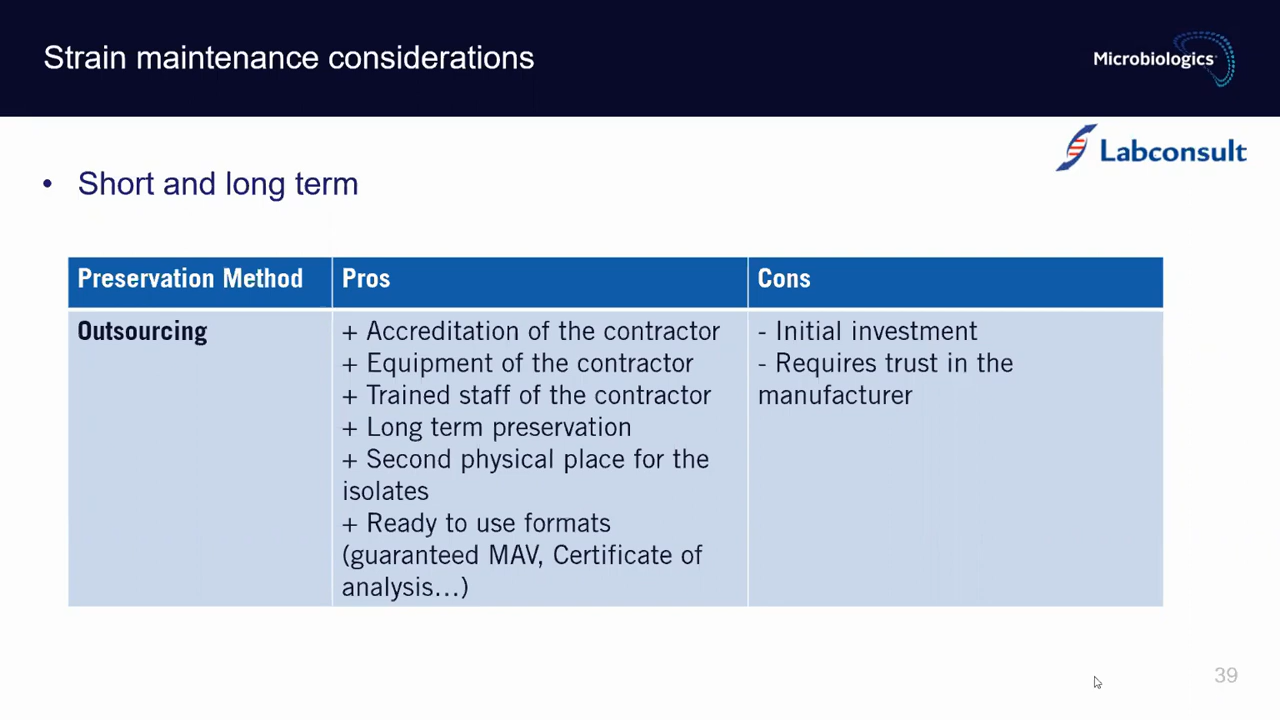 Strain maintenance considerations
Microbiologics
Labconsult
• Short and long term
Preservation Method
Pros
Cons
Outsourcing
+ Accreditation of the contractor
+ Equipment of the contractor
+ Trained staff of the contractor
+ Long term preservation
+ Second physical place for the
isolates
+ Ready to use formats
(guaranteed MAV, Certificate of
analysis…)
- Initial investment
- Requires trust in the
manufacturer
39